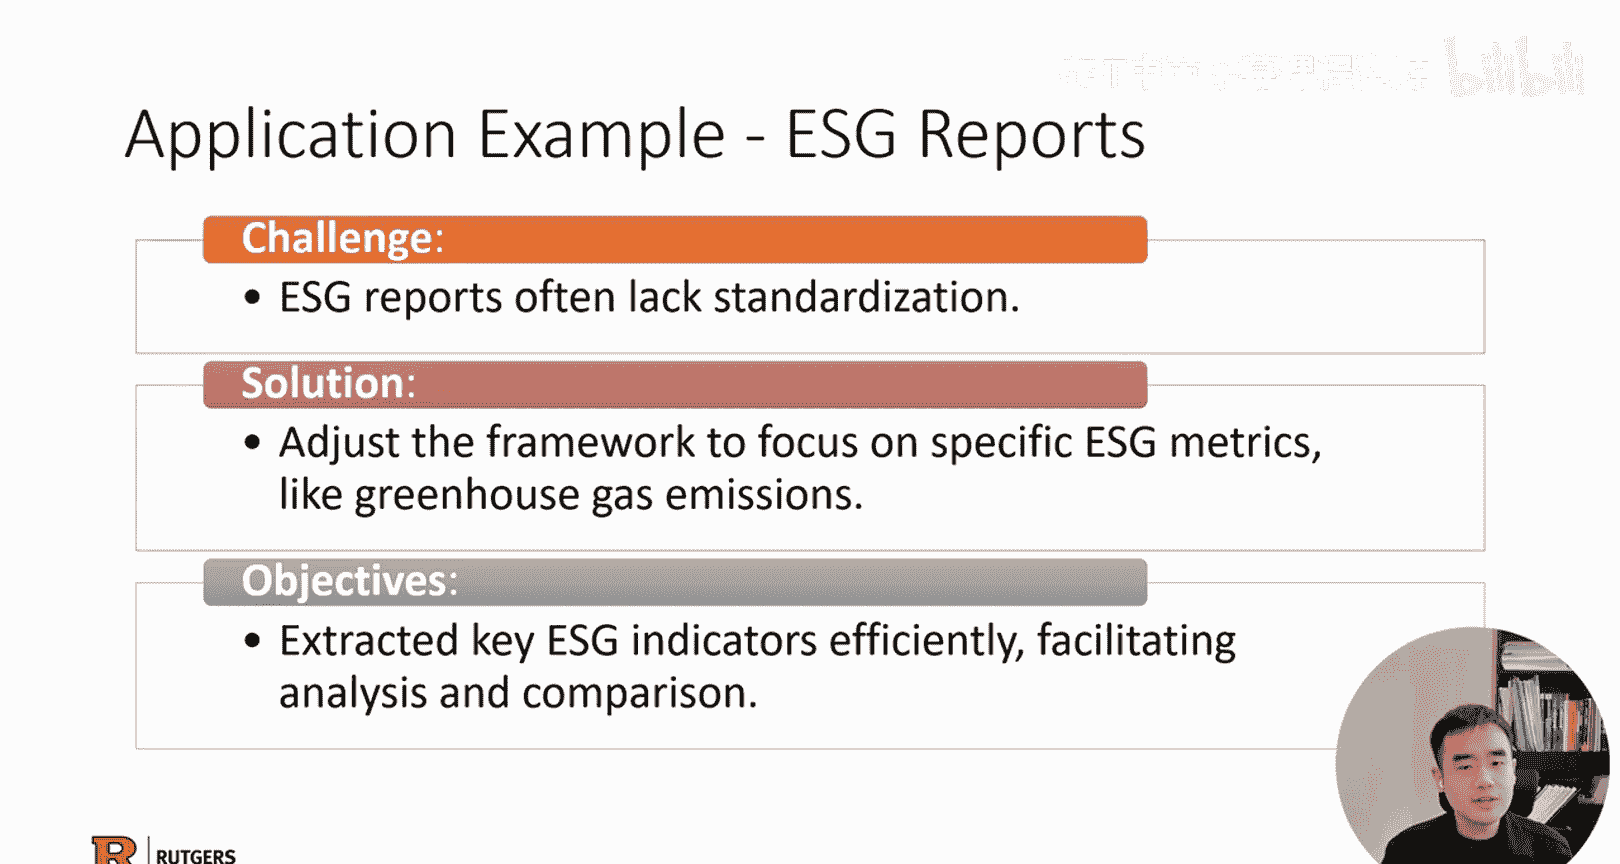 bilibili
Application Example - ESG Reports
Challenge:
• ESG reports often lack standardization.
Solution:
• Adjust the framework to focus on specific ESG metrics,
like greenhouse gas emissions.
Objectives:
• Extracted key ESG indicators efficiently, facilitating
analysis and comparison.
R
RUTGERS